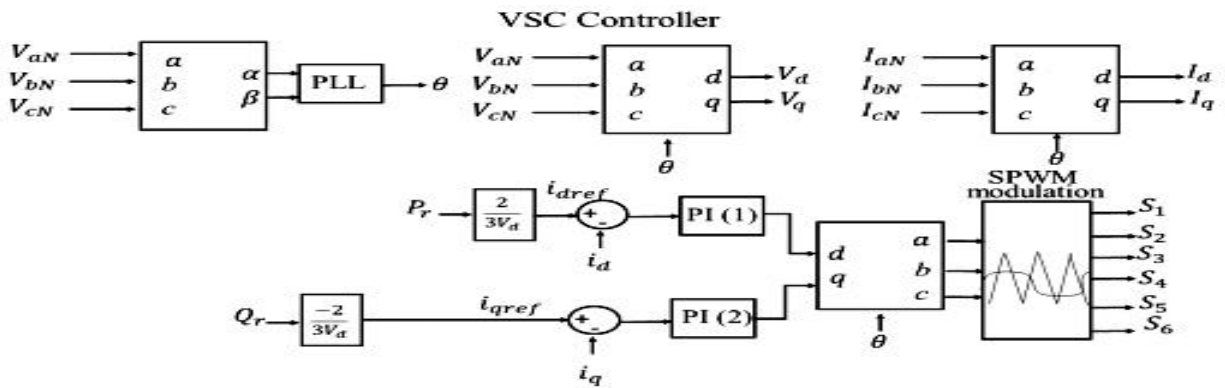 VSC Controller
V_aN
V_bN
V_cN
a
b
c
α
β
PLL
θ
V_aN
V_bN
V_cN
a
b
c
d
q
V_d
V_q
θ
I_aN
I_bN
I_cN
a
b
c
d
q
I_d
I_q
θ
P_r
2
3V_d
i_dref
+
-
i_d
PI (1)
Q_r
-2
3V_d
i_qref
+
-
i_q
PI (2)
d
q
a
b
c
θ
SPWM
modulation
S_1
S_2
S_3
S_4
S_5
S_6